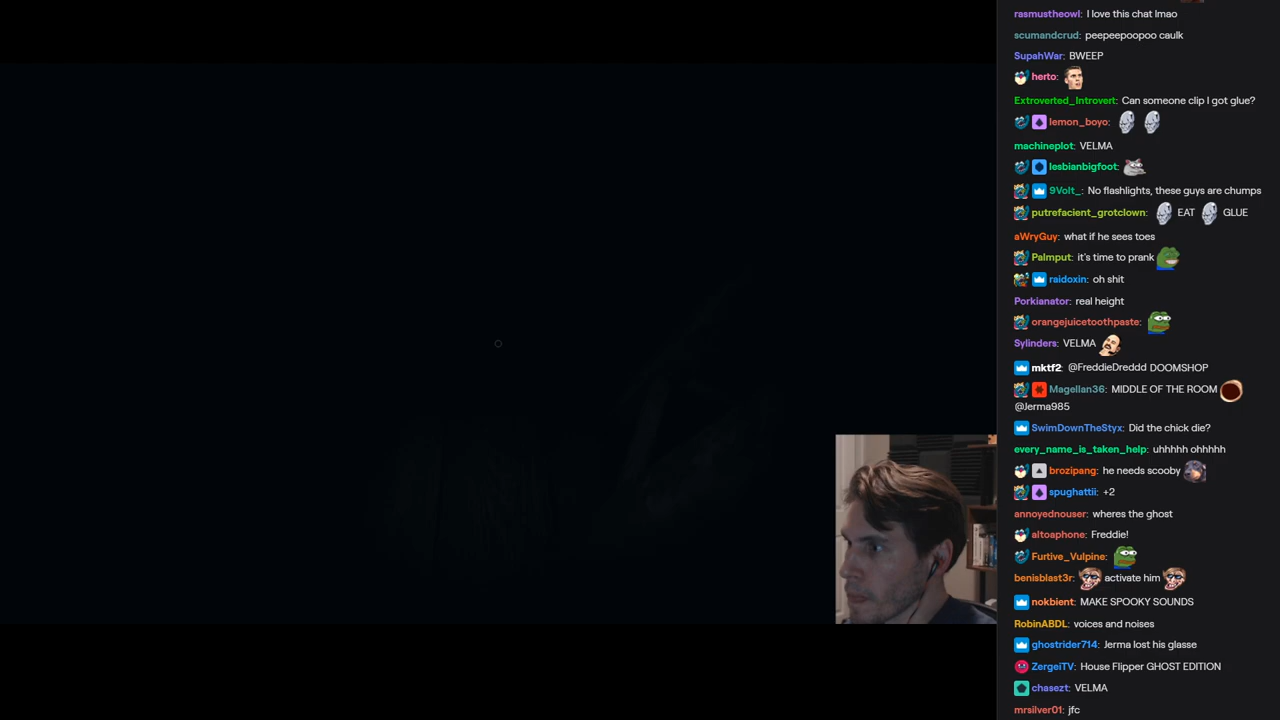 rasmustheowl: I love this chat lmao
scumandcrud: peepeepoopoo caulk
SupahWar: BWEEP
herto:
Extroverted_Introvert: Can someone clip I got glue?
lemon_boyo:
machineplot: VELMA
lesbianbigfoot:
9Volt_: No flashlights, these guys are chumps
putrefacient_grotclown: EAT GLUE
aWryGuy: what if he sees toes
Palmput: it's time to prank
raidoxin: oh shit
Porkianator: real height
orangejuicetoothpaste:
Sylinders: VELMA
mktf2: @FreddieDreddd DOOMSHOP
Magellan36: MIDDLE OF THE ROOM
@Jerma985
SwimDownTheStyx: Did the chick die?
every_name_is_taken_help: uhhhhh ohhhhh
brozipang: he needs scooby
spughattii: +2
annoyednouser: wheres the ghost
altoaphone: Freddie!
Furtive_Vulpine:
benisblast3r: activate him
nokbient: MAKE SPOOKY SOUNDS
RobinABDL: voices and noises
ghostrider714: Jerma lost his glasse
ZergeiTV: House Flipper GHOST EDITION
chasezt: VELMA
mrsilver01: jfc